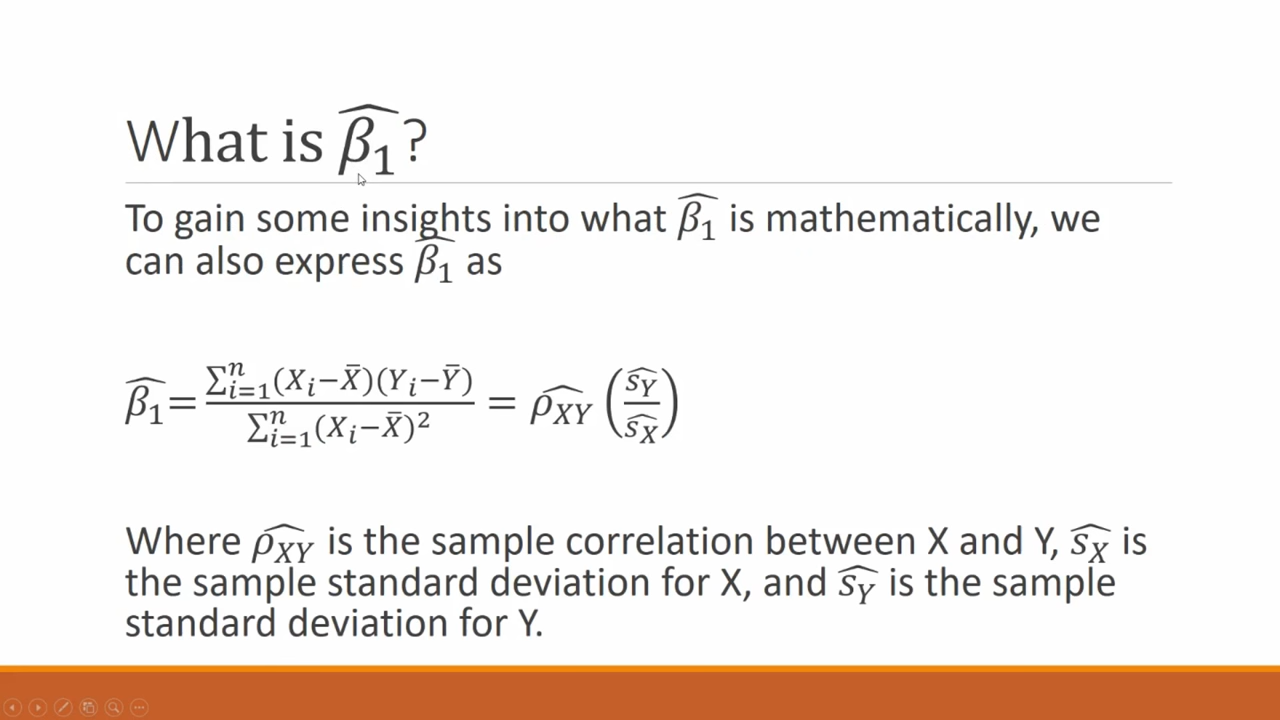 What is $\widehat{\beta_1}$?
To gain some insights into what $\widehat{\beta_1}$ is mathematically, we
can also express $\widehat{\beta_1}$ as
$\widehat{\beta_1} = \frac{\sum_{i=1}^{n}(X_i-\bar{X})(Y_i-\bar{Y})}{\sum_{i=1}^{n}(X_i-\bar{X})^2} = \widehat{\rho_{XY}} \left(\frac{\widehat{s_Y}}{\widehat{s_X}}\right)$
Where $\widehat{\rho_{XY}}$ is the sample correlation between X and Y, $\widehat{s_X}$ is
the sample standard deviation for X, and $\widehat{s_Y}$ is the sample
standard deviation for Y.